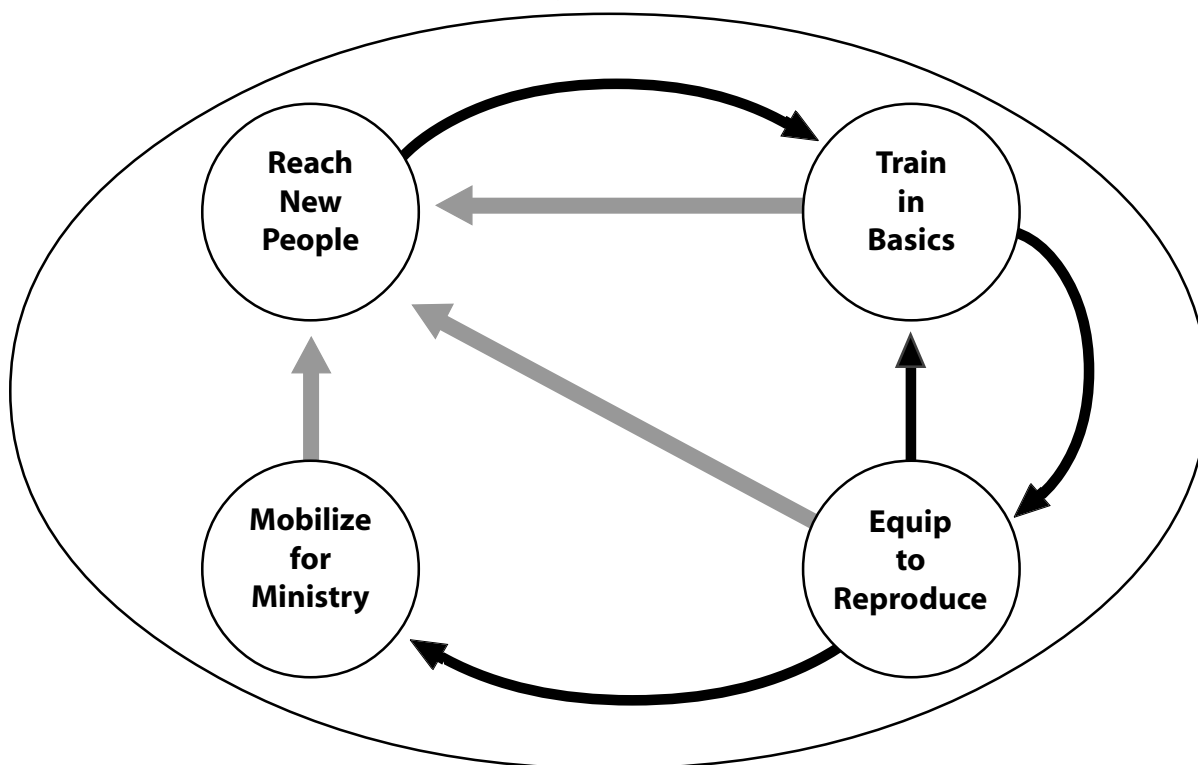 Reach
New
People
Train
in
Basics
Mobilize
for
Ministry
Equip
to
Reproduce